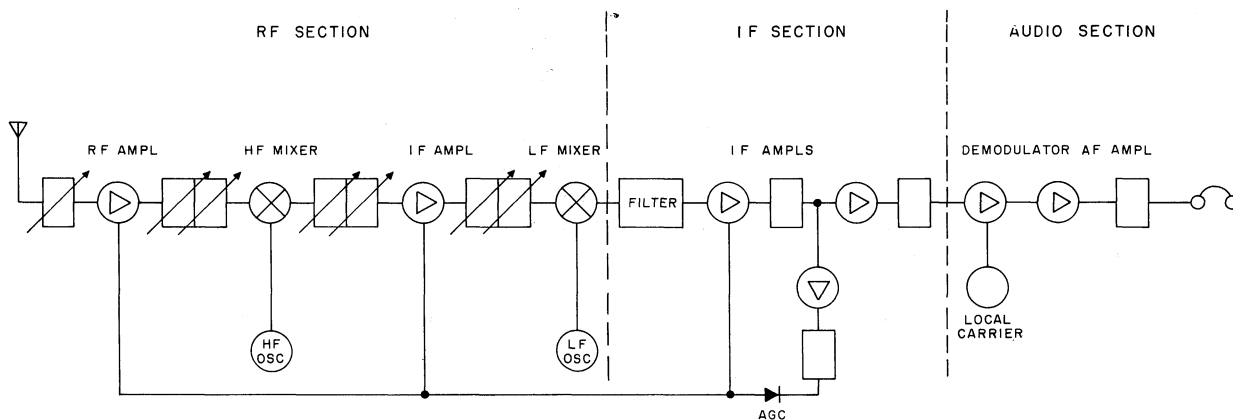 RF SECTION
IF SECTION
AUDIO SECTION
RF AMPL
HF MIXER
IF AMPL
LF MIXER
IF AMPLS
DEMODULATOR
AF AMPL
FILTER
HF
OSC
LF
OSC
LOCAL
CARRIER
AGC